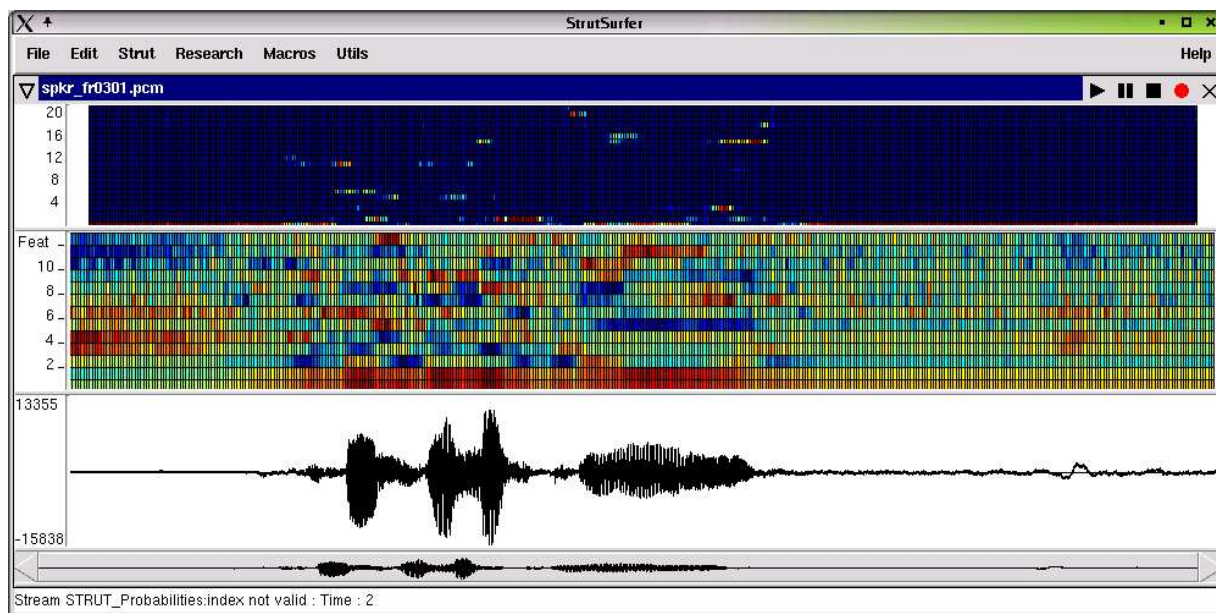 StrutSurfer
File Edit Strut Research Macros Utils Help
spkr_fr0301.pcm
20
16
12
8
4
Feat
10
8
6
4
2
13355
-15838
Stream STRUT_Probabilities:index not valid : Time : 2